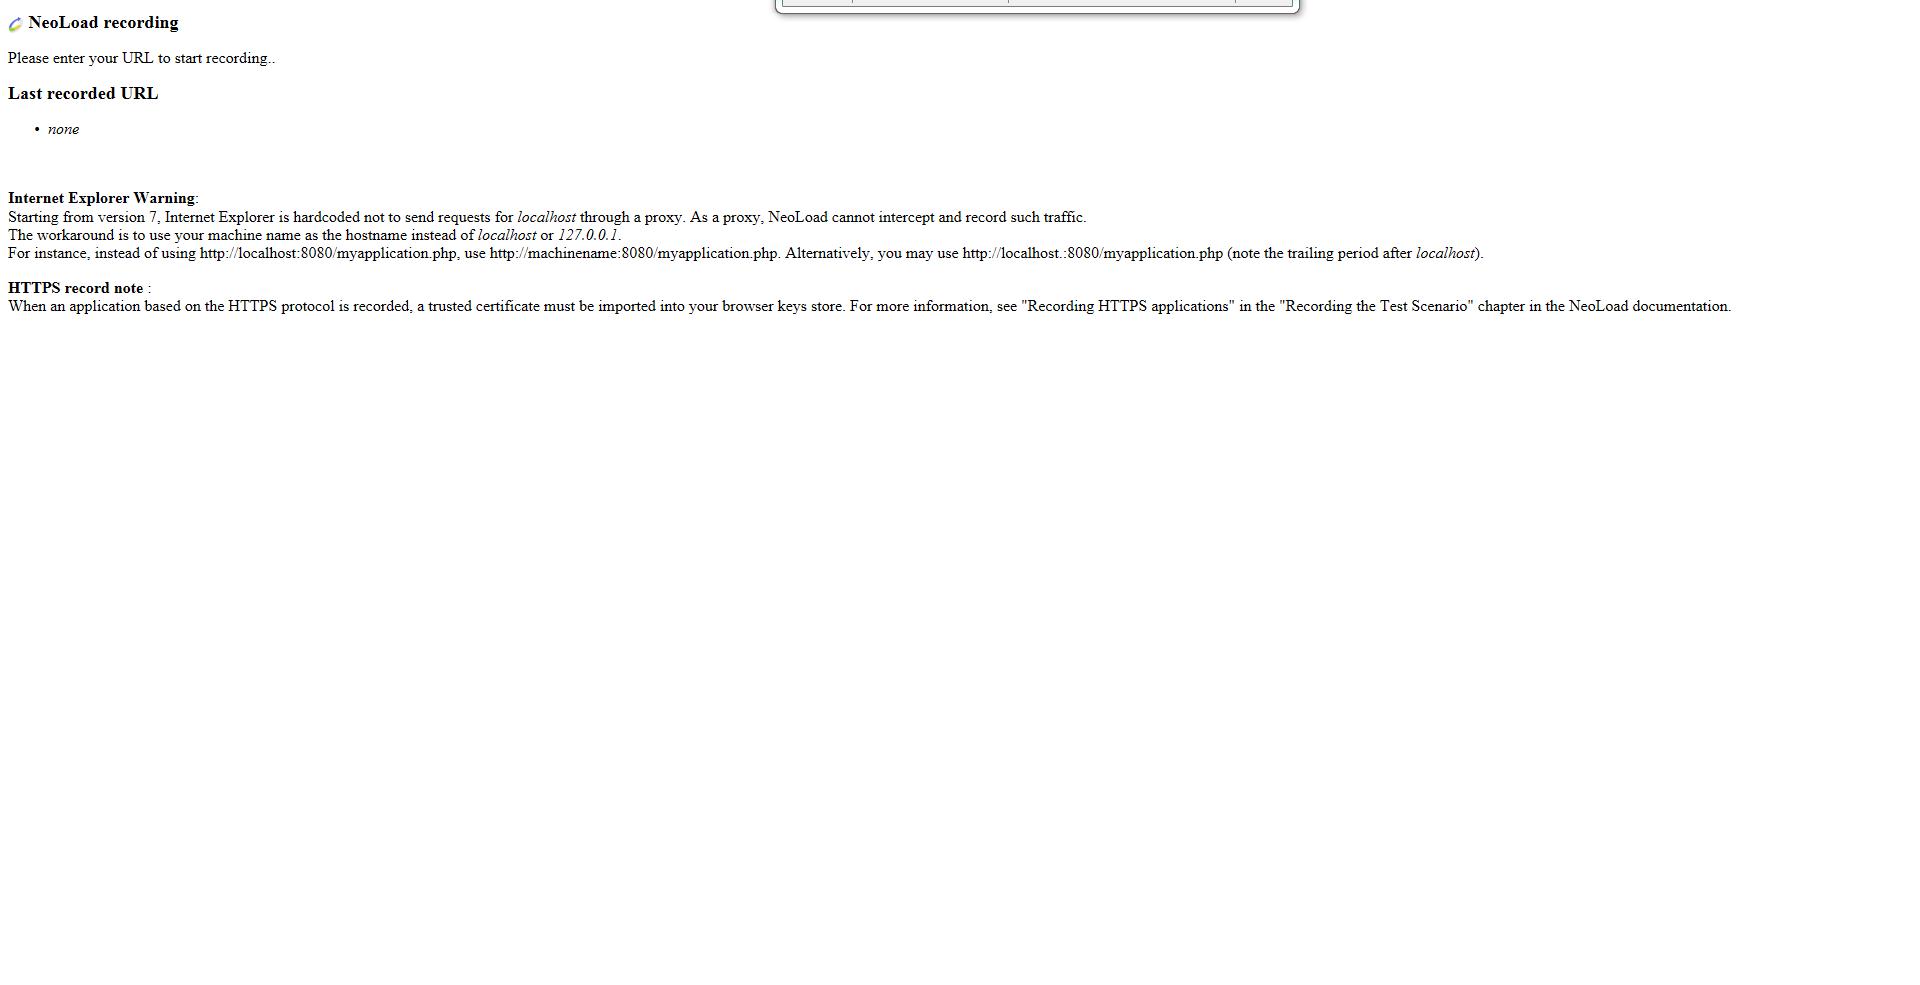 NeoLoad recording
Please enter your URL to start recording..
Last recorded URL
• none
Internet Explorer Warning:
Starting from version 7, Internet Explorer is hardcoded not to send requests for localhost through a proxy. As a proxy, NeoLoad cannot intercept and record such traffic.
The workaround is to use your machine name as the hostname instead of localhost or 127.0.0.1.
For instance, instead of using http://localhost:8080/myapplication.php, use http://machinename:8080/myapplication.php. Alternatively, you may use http://localhost.:8080/myapplication.php (note the trailing period after localhost).
HTTPS record note :
When an application based on the HTTPS protocol is recorded, a trusted certificate must be imported into your browser keys store. For more information, see "Recording HTTPS applications" in the "Recording the Test Scenario" chapter in the NeoLoad documentation.